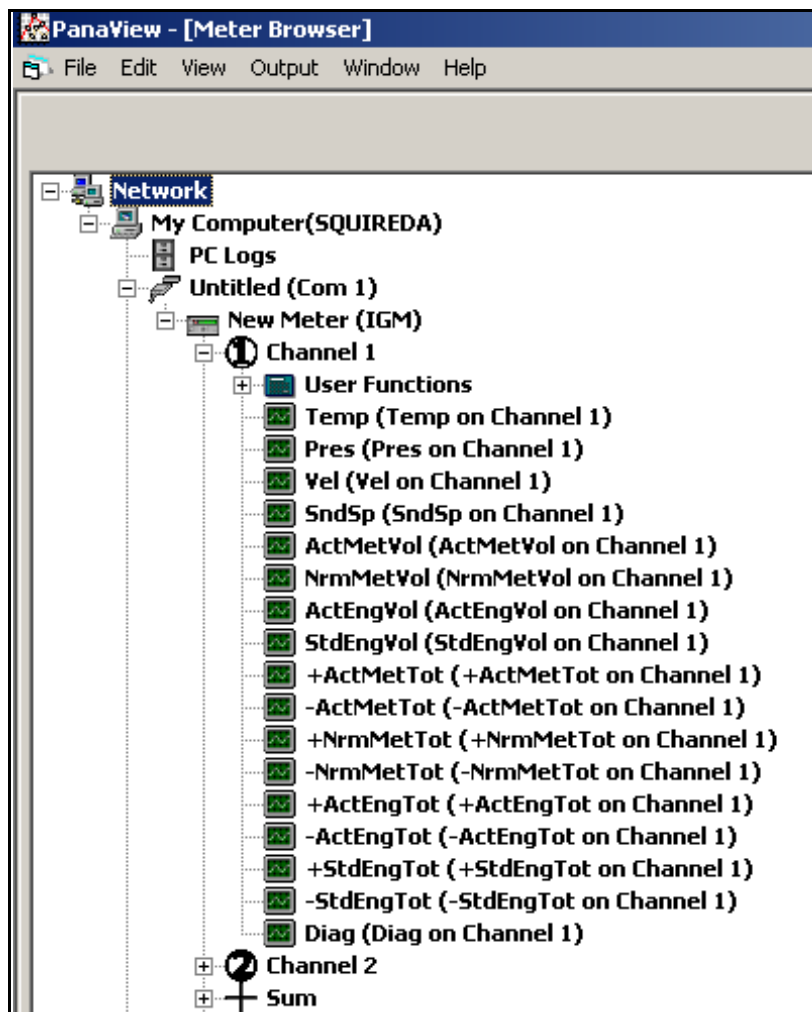 PanaView - [Meter Browser]
File Edit View Output Window Help
Network
My Computer(SQUIREDA)
PC Logs
Untitled (Com 1)
New Meter (IGM)
1 Channel 1
User Functions
Temp (Temp on Channel 1)
Pres (Pres on Channel 1)
Vel (Vel on Channel 1)
SndSp (SndSp on Channel 1)
ActMetVol (ActMetVol on Channel 1)
NrmMetVol (NrmMetVol on Channel 1)
ActEngVol (ActEngVol on Channel 1)
StdEngVol (StdEngVol on Channel 1)
+ActMetTot (+ActMetTot on Channel 1)
-ActMetTot (-ActMetTot on Channel 1)
+NrmMetTot (+NrmMetTot on Channel 1)
-NrmMetTot (-NrmMetTot on Channel 1)
+ActEngTot (+ActEngTot on Channel 1)
-ActEngTot (-ActEngTot on Channel 1)
+StdEngTot (+StdEngTot on Channel 1)
-StdEngTot (-StdEngTot on Channel 1)
Diag (Diag on Channel 1)
2 Channel 2
Sum